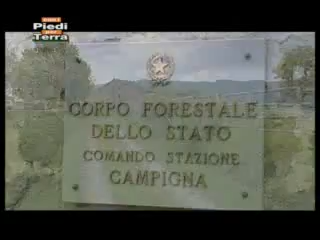 Piedi
Terra
CORPO FORESTALE
DELLO STATO
COMANDO STAZIONE
CAMPIGNA